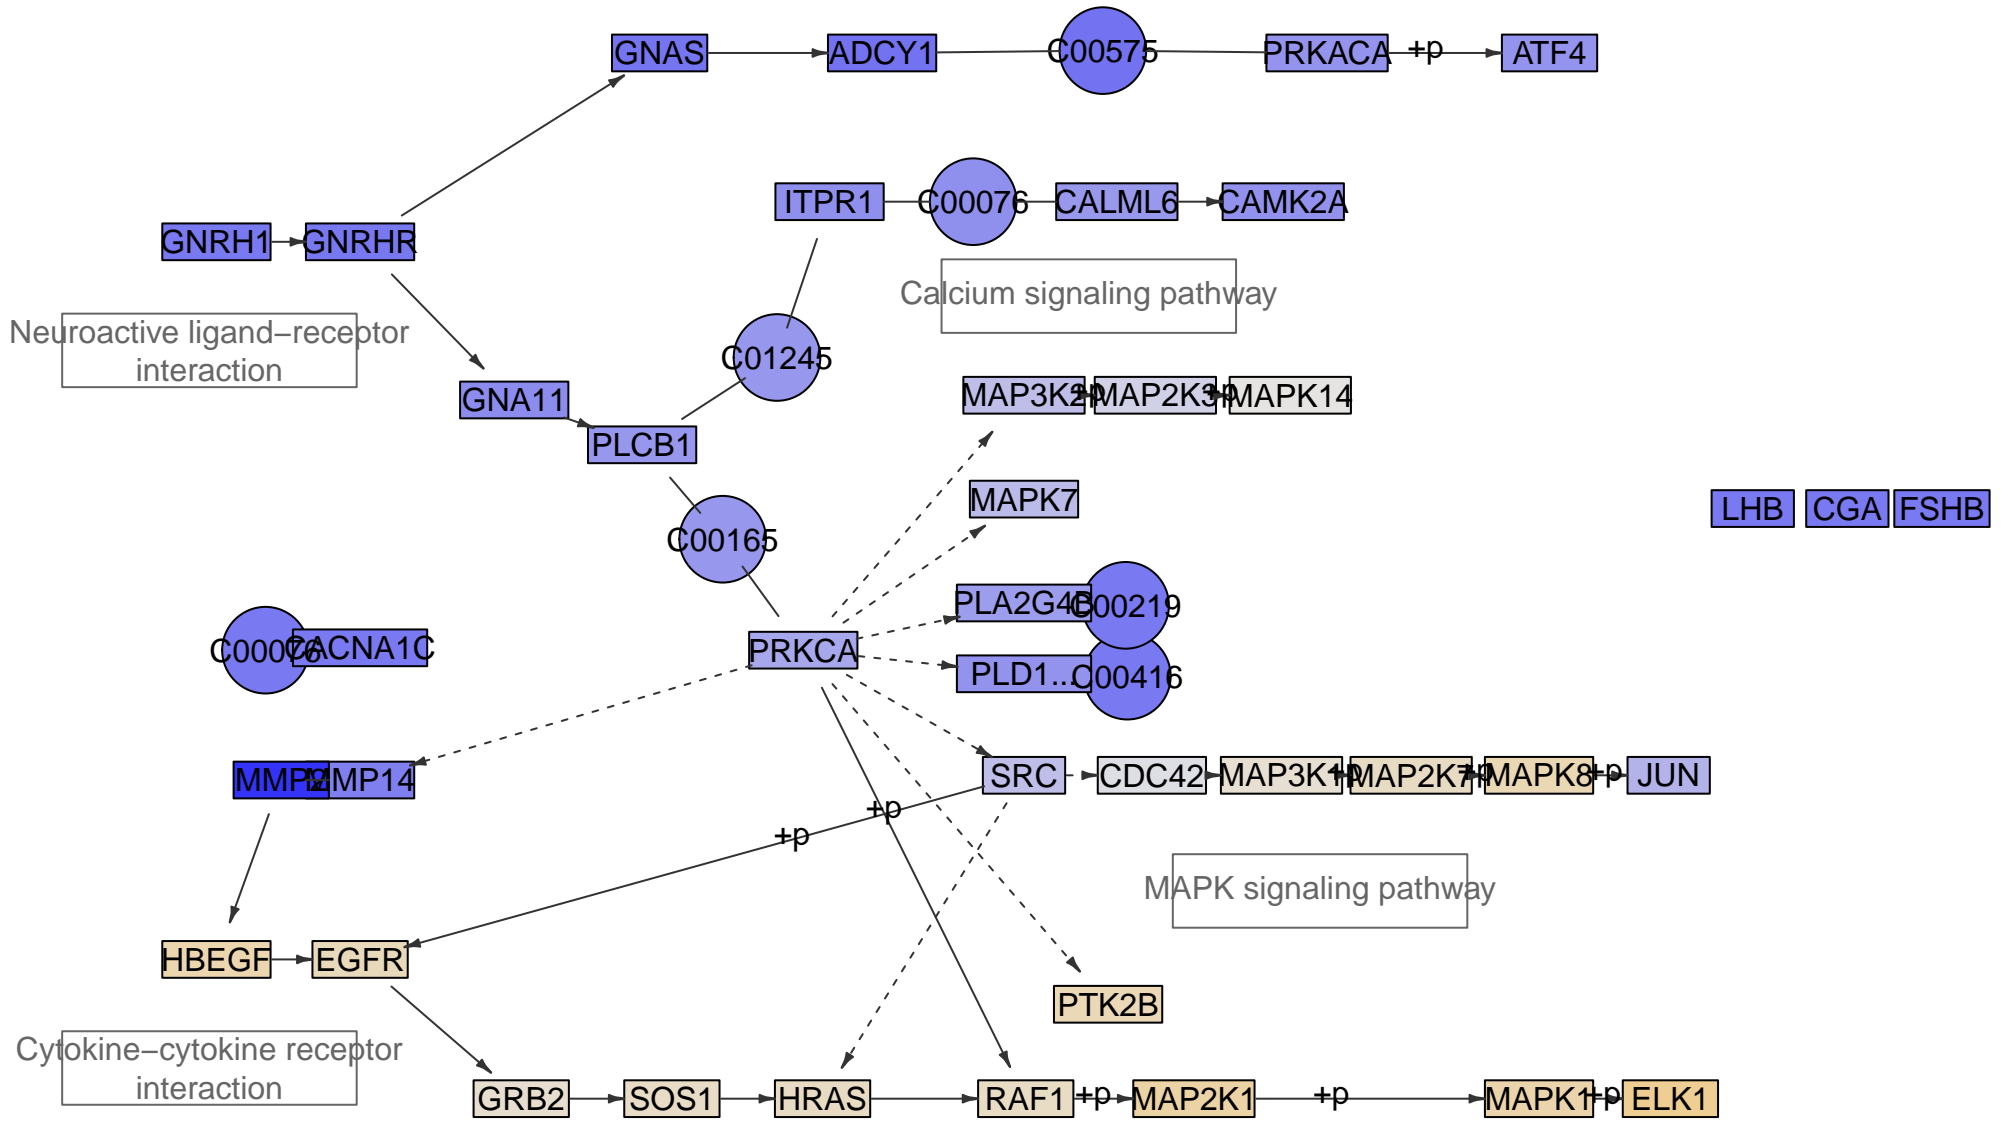 GNAS
ADCY1
C00575
PRKACA
+p
ATF4
ITPR1
C00076
CALML6
CAMK2A
GNRH1
GNRHR
Calcium signaling pathway
Neuroactive ligand–receptor
interaction
C01245
GNA11
MAP3K2
+p
MAP2K3
+p
MAPK14
PLCB1
MAPK7
LHB
CGA
FSHB
C00165
PLA2G4B
C00219
C00076
CACNA1C
PRKCA
PLD1...
C00416
MMP2
MMP14
SRC
CDC42
MAP3K1
+p
MAP2K7
+p
MAPK8
+p
JUN
+p
+p
MAPK signaling pathway
HBEGF
EGFR
PTK2B
Cytokine–cytokine receptor
interaction
GRB2
SOS1
HRAS
RAF1
+p
MAP2K1
+p
MAPK1
+p
ELK1